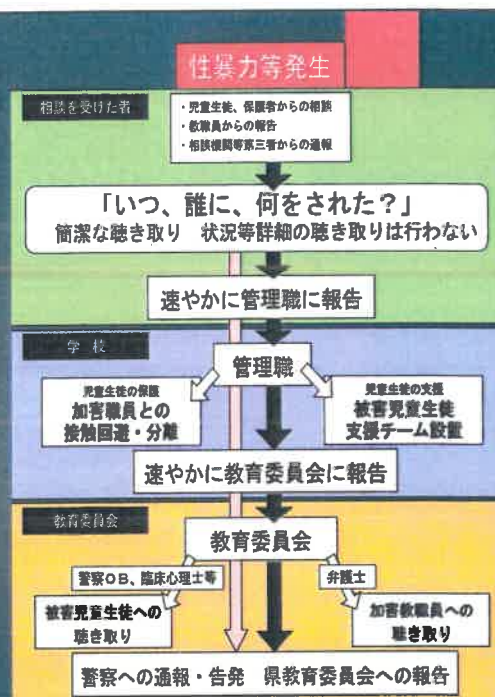 性暴力等発生
相談を受けた者
・児童生徒、保護者からの相談
・教職員からの報告
・相談機関等第三者からの通報
「いつ、誰に、何をされた？」
簡潔な聴き取り 状況等詳細の聴き取りは行わない
速やかに管理職に報告
学校
管理職
児童生徒の保護
加害職員との
接触回避・分離
児童生徒の支援
被害児童生徒
支援チーム設置
速やかに教育委員会に報告
教育委員会
教育委員会
警察OB、臨床心理士等
弁護士
被害児童生徒への
聴き取り
加害教職員への
聴き取り
警察への通報・告発 県教育委員会への報告